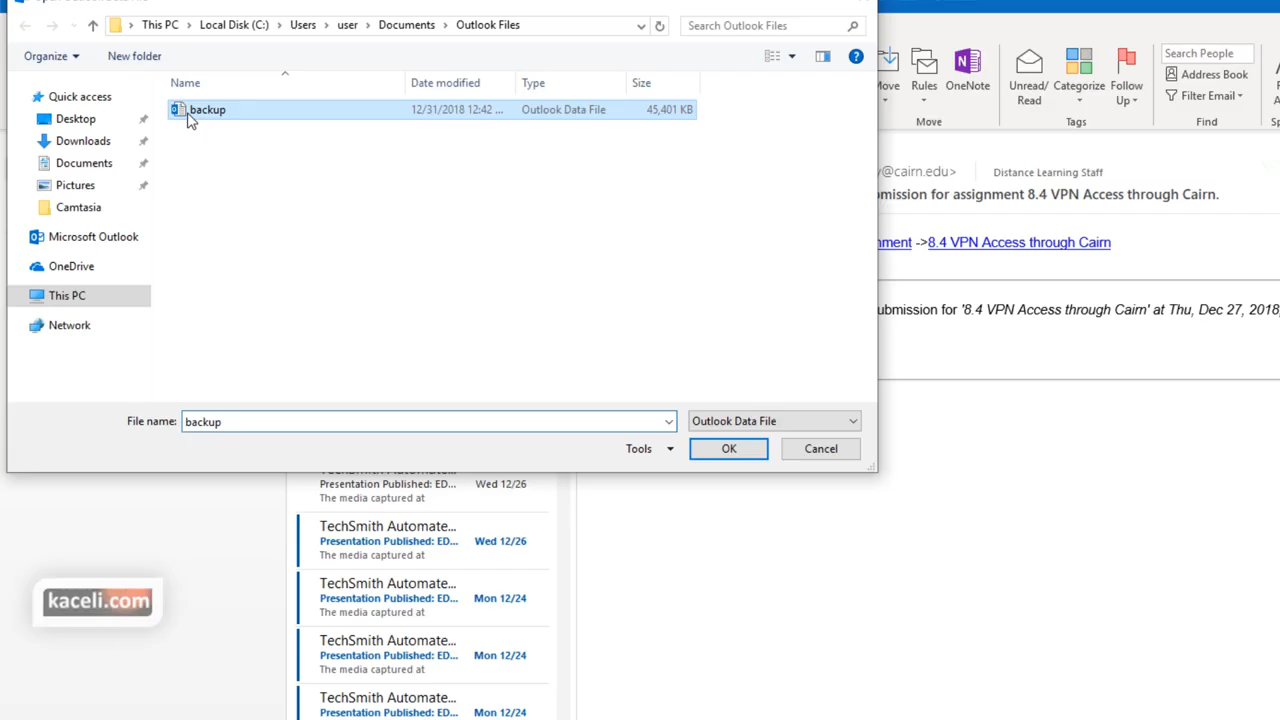 This PC > Local Disk (C:) > Users > user > Documents > Outlook Files
Search Outlook Files
Organize
New folder
Name
Date modified
Type
Size
backup
12/31/2018 12:42 ...
Outlook Data File
45,401 KB
Quick access
Desktop
Downloads
Documents
Pictures
Camtasia
Microsoft Outlook
OneDrive
This PC
Network
File name:
backup
Outlook Data File
Tools
OK
Cancel
Rules
OneNote
Move
Unread/
Read
Categorize
Follow
Up
Tags
Search People
Address Book
Filter Email
Find
y@cairn.edu>
Distance Learning Staff
mission for assignment 8.4 VPN Access through Cairn.
nment ->8.4 VPN Access through Cairn
ubmission for '8.4 VPN Access through Cairn' at Thu, Dec 27, 2018,
Presentation Published: ED...
Wed 12/26
The media captured at
TechSmith Automate...
Presentation Published: ED...
Wed 12/26
The media captured at
TechSmith Automate...
Presentation Published: ED...
Mon 12/24
The media captured at
TechSmith Automate...
Presentation Published: ED...
Mon 12/24
The media captured at
TechSmith Automate...
Presentation Published: ED...
Mon 12/24
kaceli.com